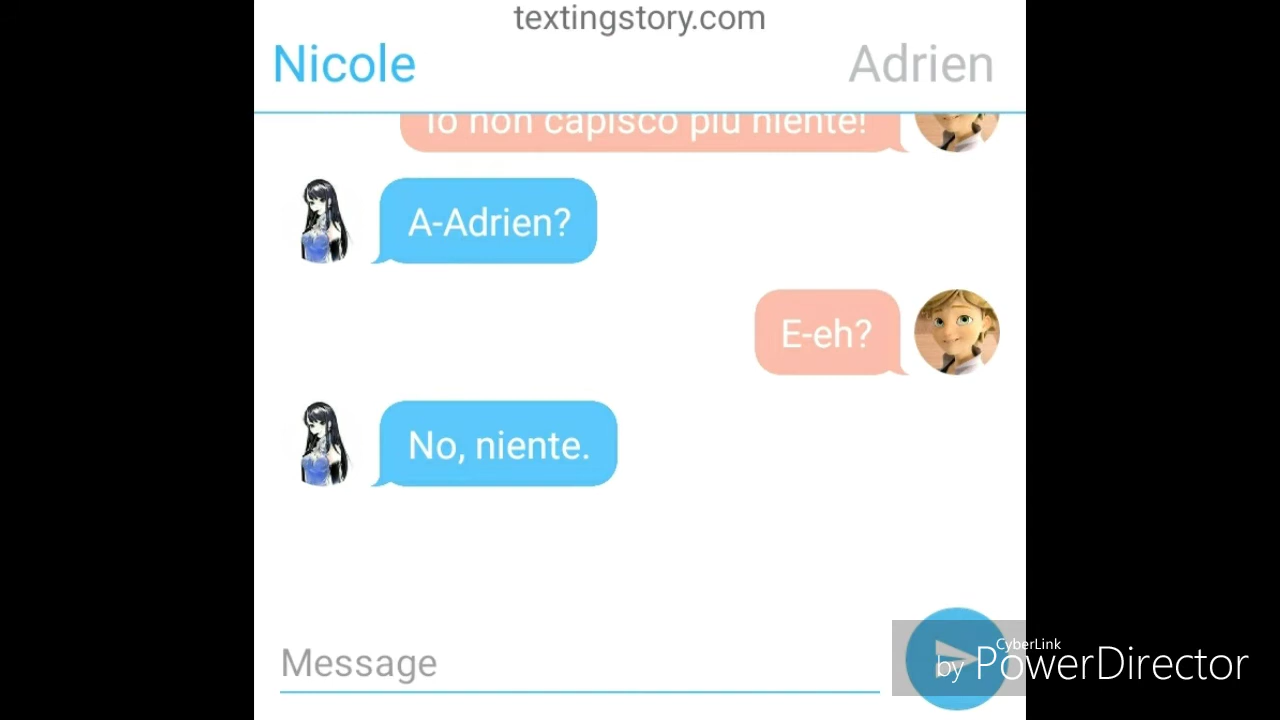 textingstory.com
Nicole Adrien
Io non capisco più niente!
A-Adrien?
E-eh?
No, niente.
Message
CyberLink
by PowerDirector